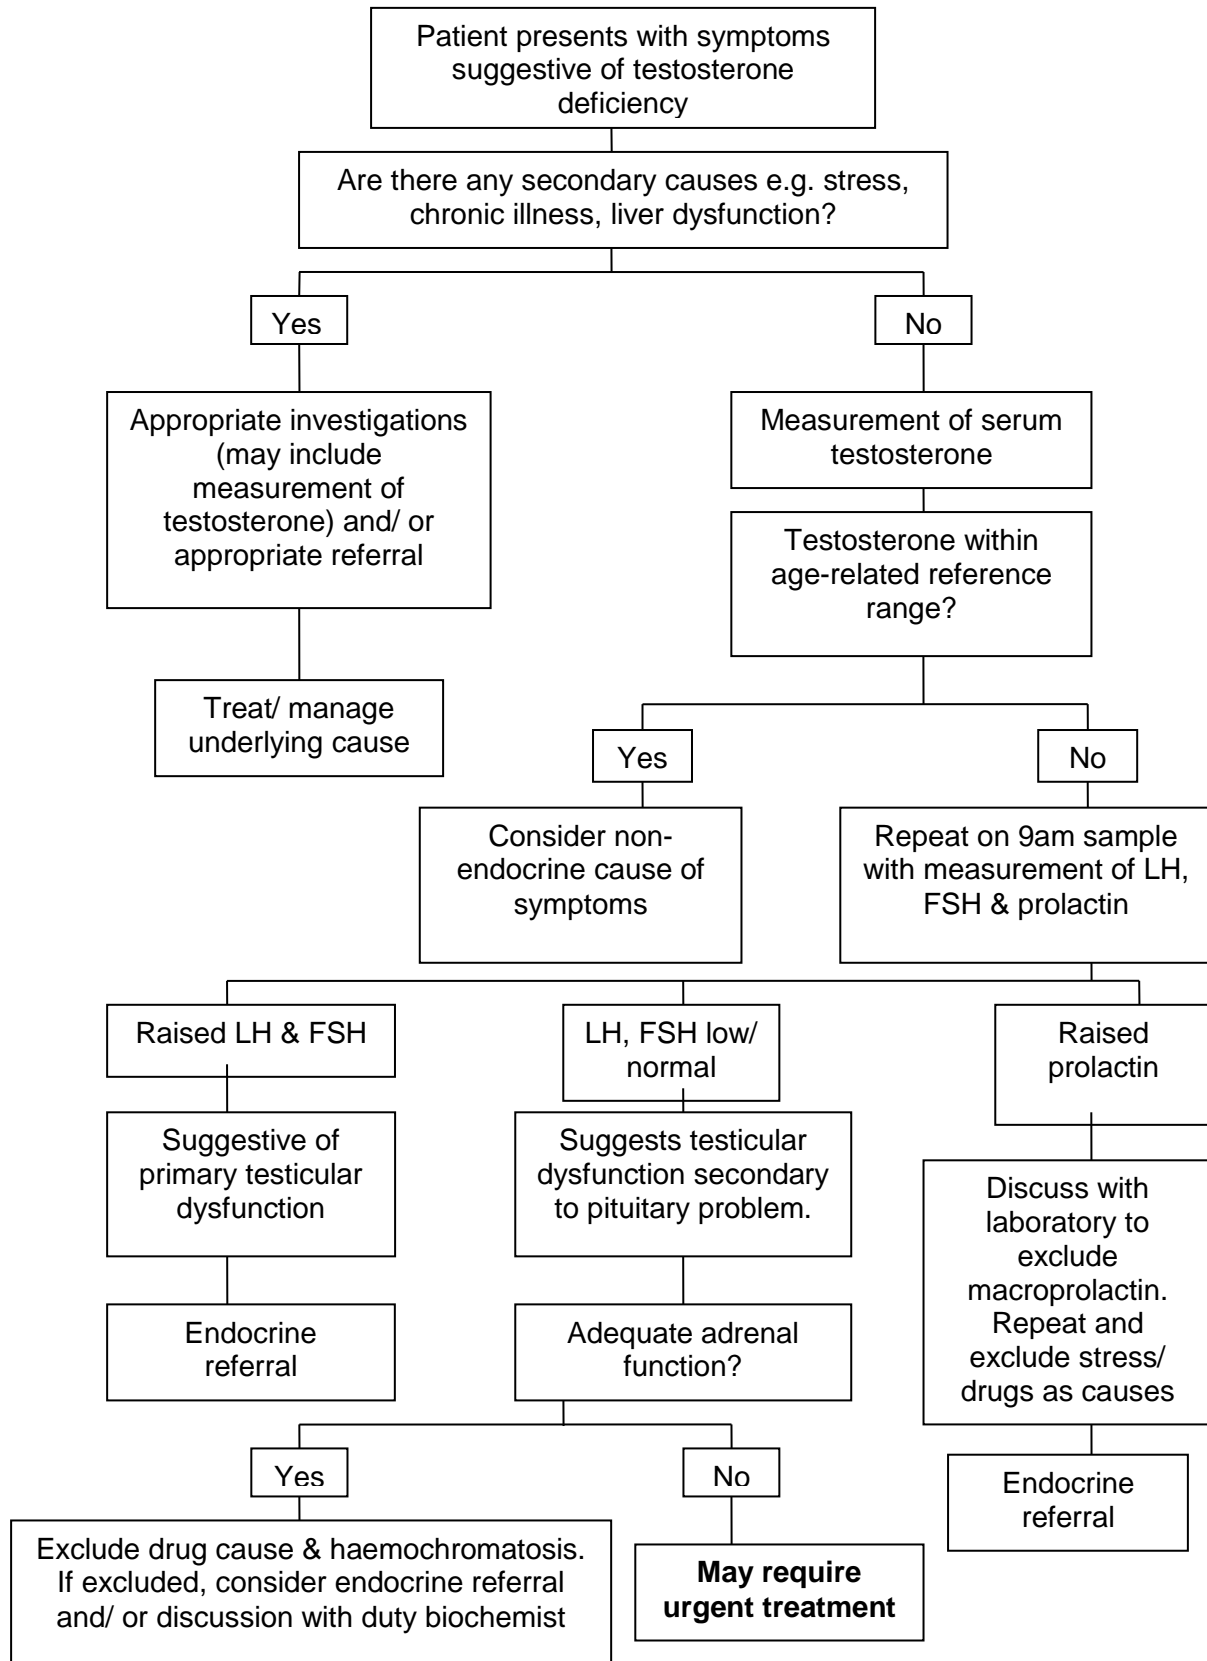 Patient presents with symptoms
suggestive of testosterone
deficiency
Are there any secondary causes e.g. stress,
chronic illness, liver dysfunction?
Yes
No
Appropriate investigations
(may include
measurement of
testosterone) and/ or
appropriate referral
Measurement of serum
testosterone
Testosterone within
age-related reference
range?
Treat/ manage
underlying cause
Yes
No
Consider non-
endocrine cause of
symptoms
Repeat on 9am sample
with measurement of LH,
FSH & prolactin
Raised LH & FSH
LH, FSH low/
normal
Raised
prolactin
Suggestive of
primary testicular
dysfunction
Suggests testicular
dysfunction secondary
to pituitary problem.
Discuss with
laboratory to
exclude
macroprolactin.
Repeat and
exclude stress/
drugs as causes
Endocrine
referral
Adequate adrenal
function?
Yes
No
Endocrine
referral
Exclude drug cause & haemochromatosis.
If excluded, consider endocrine referral
and/ or discussion with duty biochemist
May require
urgent treatment